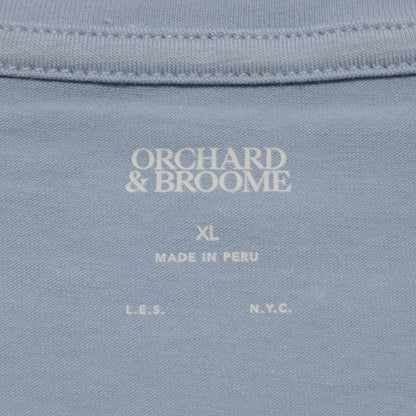 ORCHARD
& BROOME
XL
MADE IN PERU
L.E.S. N.Y.C.